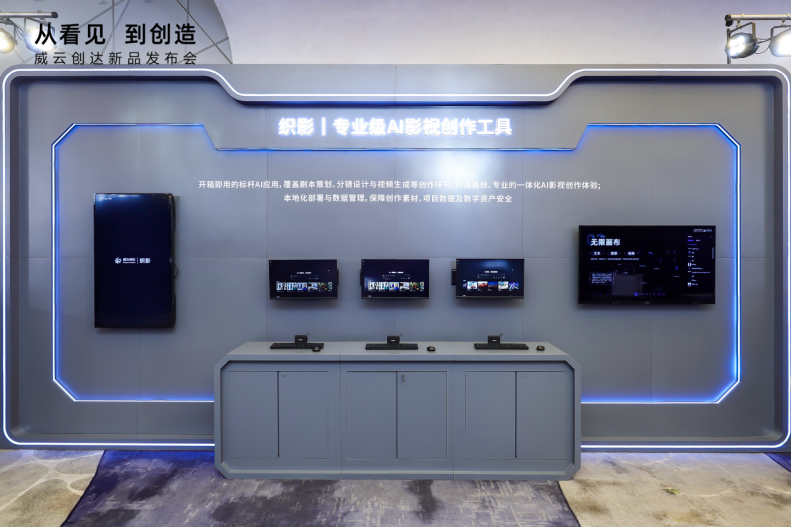 从看见 到创造
威云创达新品发布会
织影 | 专业级AI影视创作工具
开箱即用的标杆AI应用，覆盖剧本策划、分镜设计与视频生成等创作环节，打造高效、专业的一体化AI影视创作体验；
本地化部署与数据管理，保障创作素材、项目数据及数字资产安全
织影
无限画布